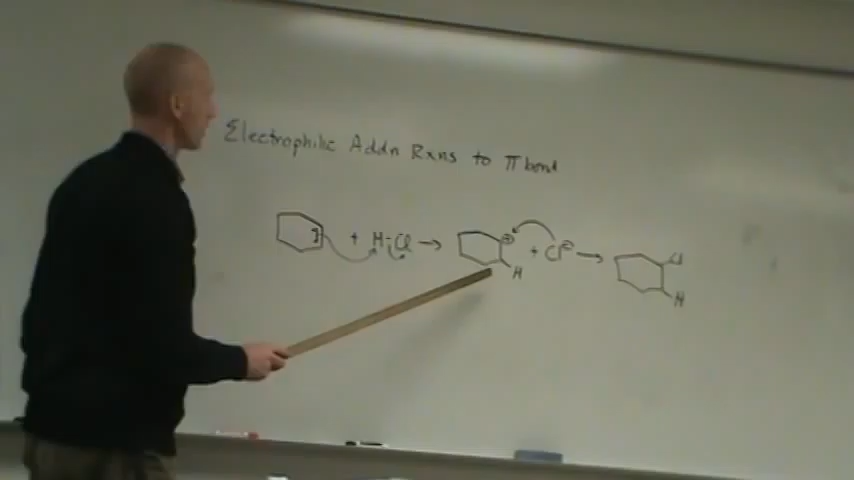 Electrophilic Addn Rxns to π bond
+ H-Cl → ⊕ H + Cl⊖ → Cl H